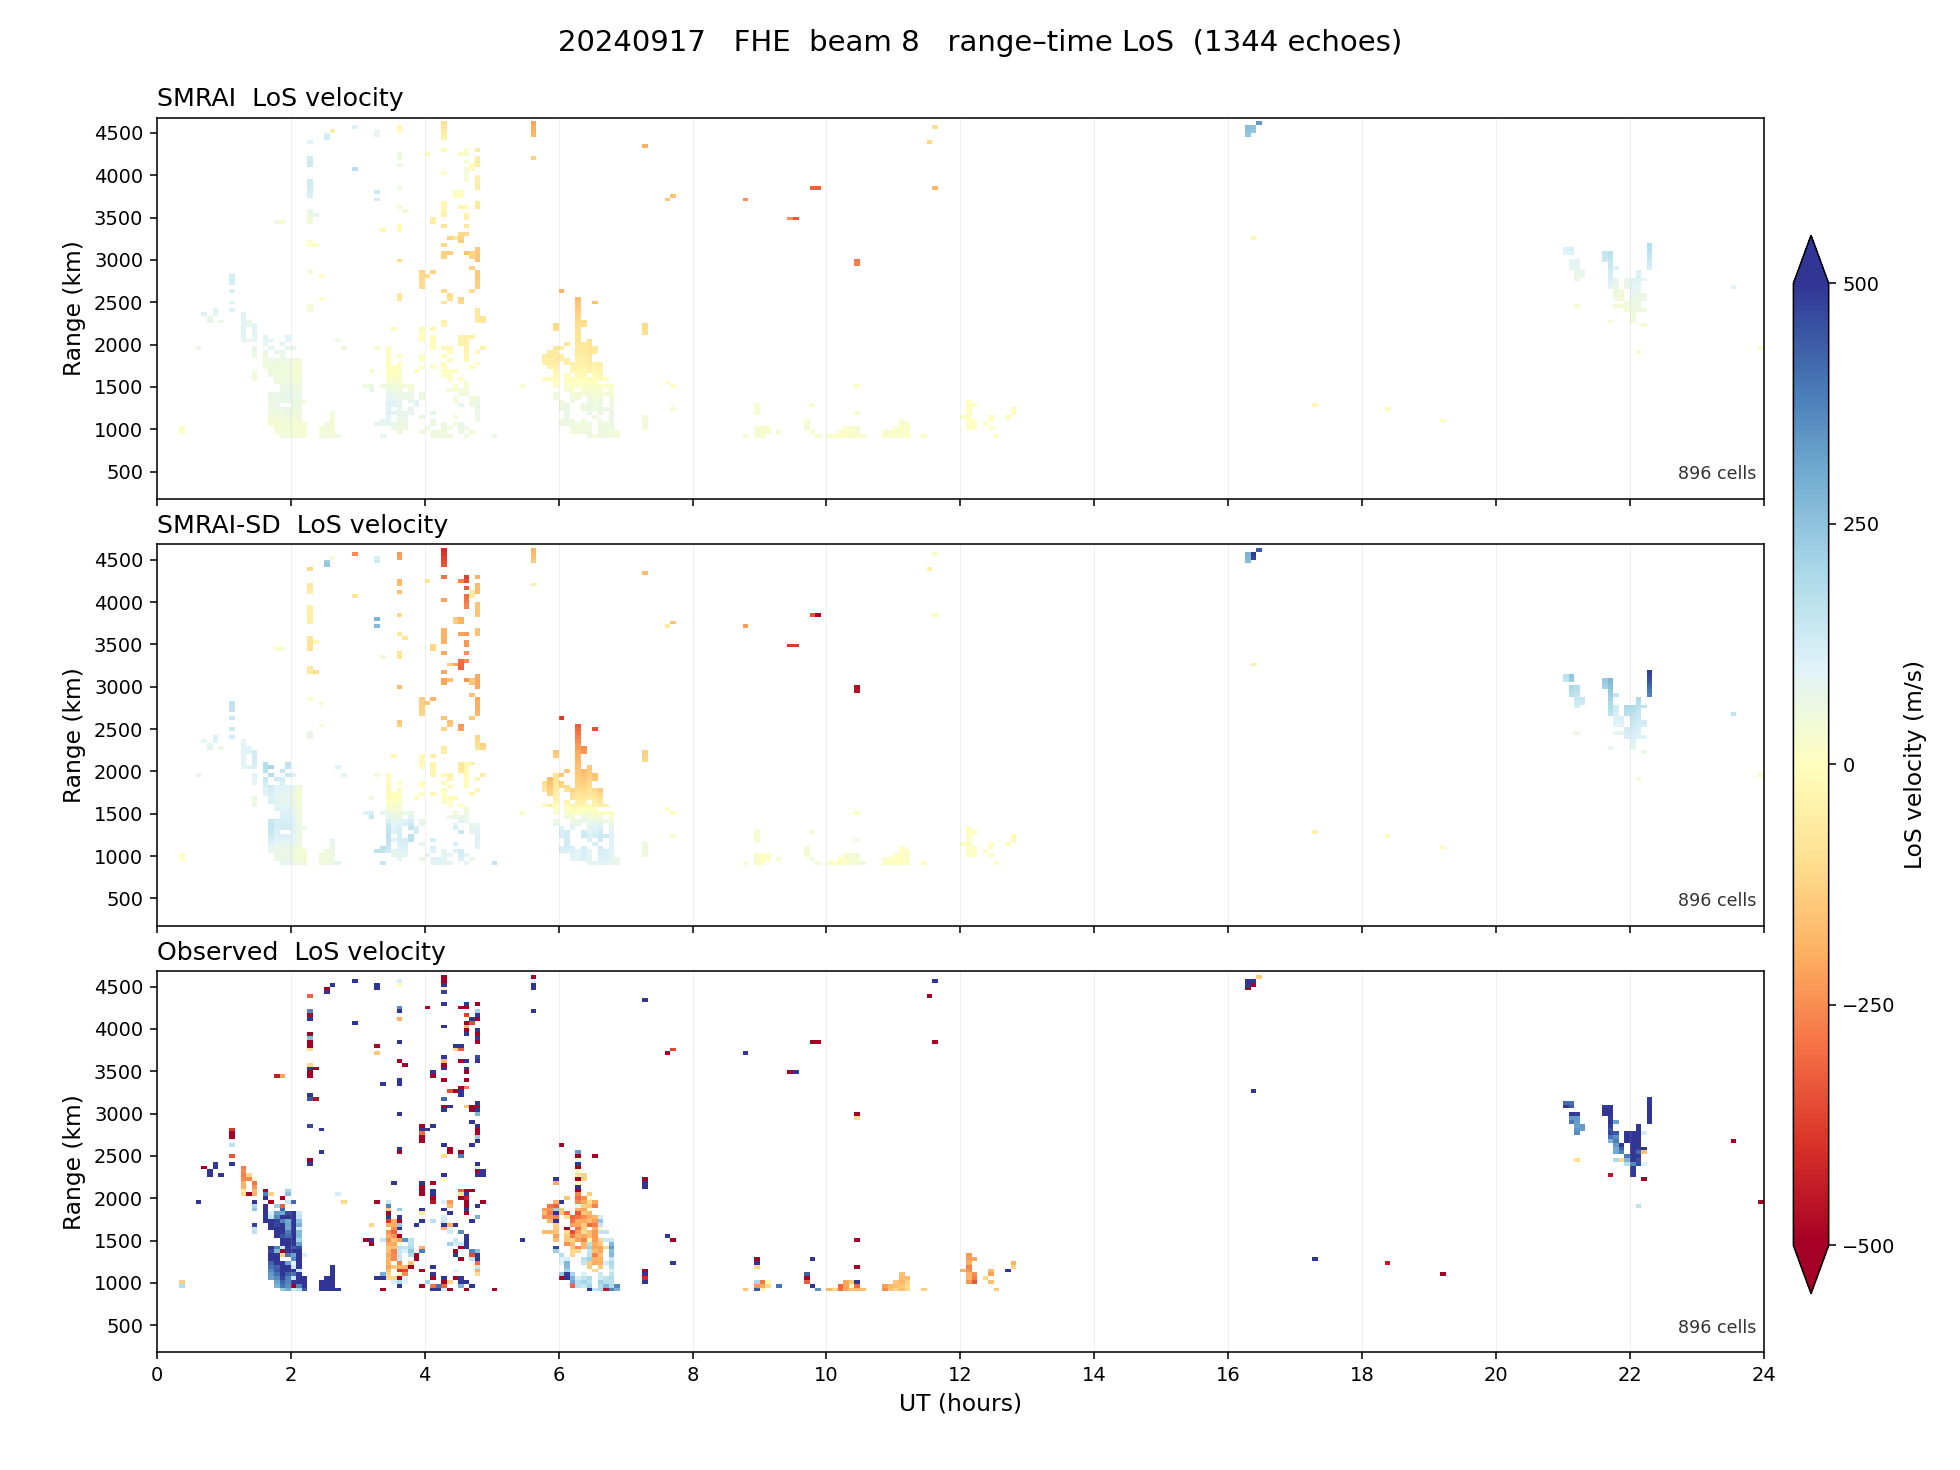 20240917   FHE  beam 8   range–time LoS  (1344 echoes)
SMRAI  LoS velocity
4500
4000
3500
3000
2500
2000
1500
1000
500
Range (km)
896 cells
SMRAI-SD  LoS velocity
4500
4000
3500
3000
2500
2000
1500
1000
500
Range (km)
896 cells
Observed  LoS velocity
4500
4000
3500
3000
2500
2000
1500
1000
500
Range (km)
896 cells
0 2 4 6 8 10 12 14 16 18 20 22 24
UT (hours)
500
250
0
−250
−500
LoS velocity (m/s)